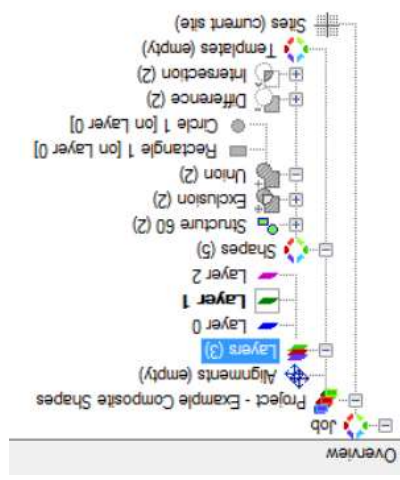 Overview
Job
Project - Example Composite Shapes
Alignments (empty)
Layers (3)
Layer 0
Layer 1
Layer 2
Shapes (5)
Structure 60 (2)
Exclusion (2)
Union (2)
Rectangle 1 [on Layer 0]
Circle 1 [on Layer 0]
Difference (2)
Intersection (2)
Templates (empty)
Sites (current site)